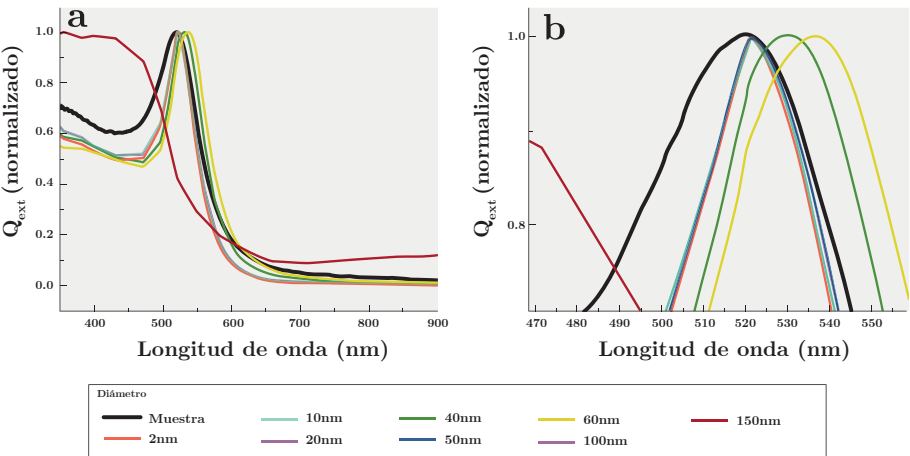 a
Q_ext (normalizado)
1.0
0.8
0.6
0.4
0.2
0.0
400
500
600
700
800
900
Longitud de onda (nm)
b
Q_ext (normalizado)
1.0
0.8
470
480
490
500
510
520
530
540
550
Longitud de onda (nm)
Diámetro
Muestra
10nm
40nm
60nm
150nm
2nm
20nm
50nm
100nm